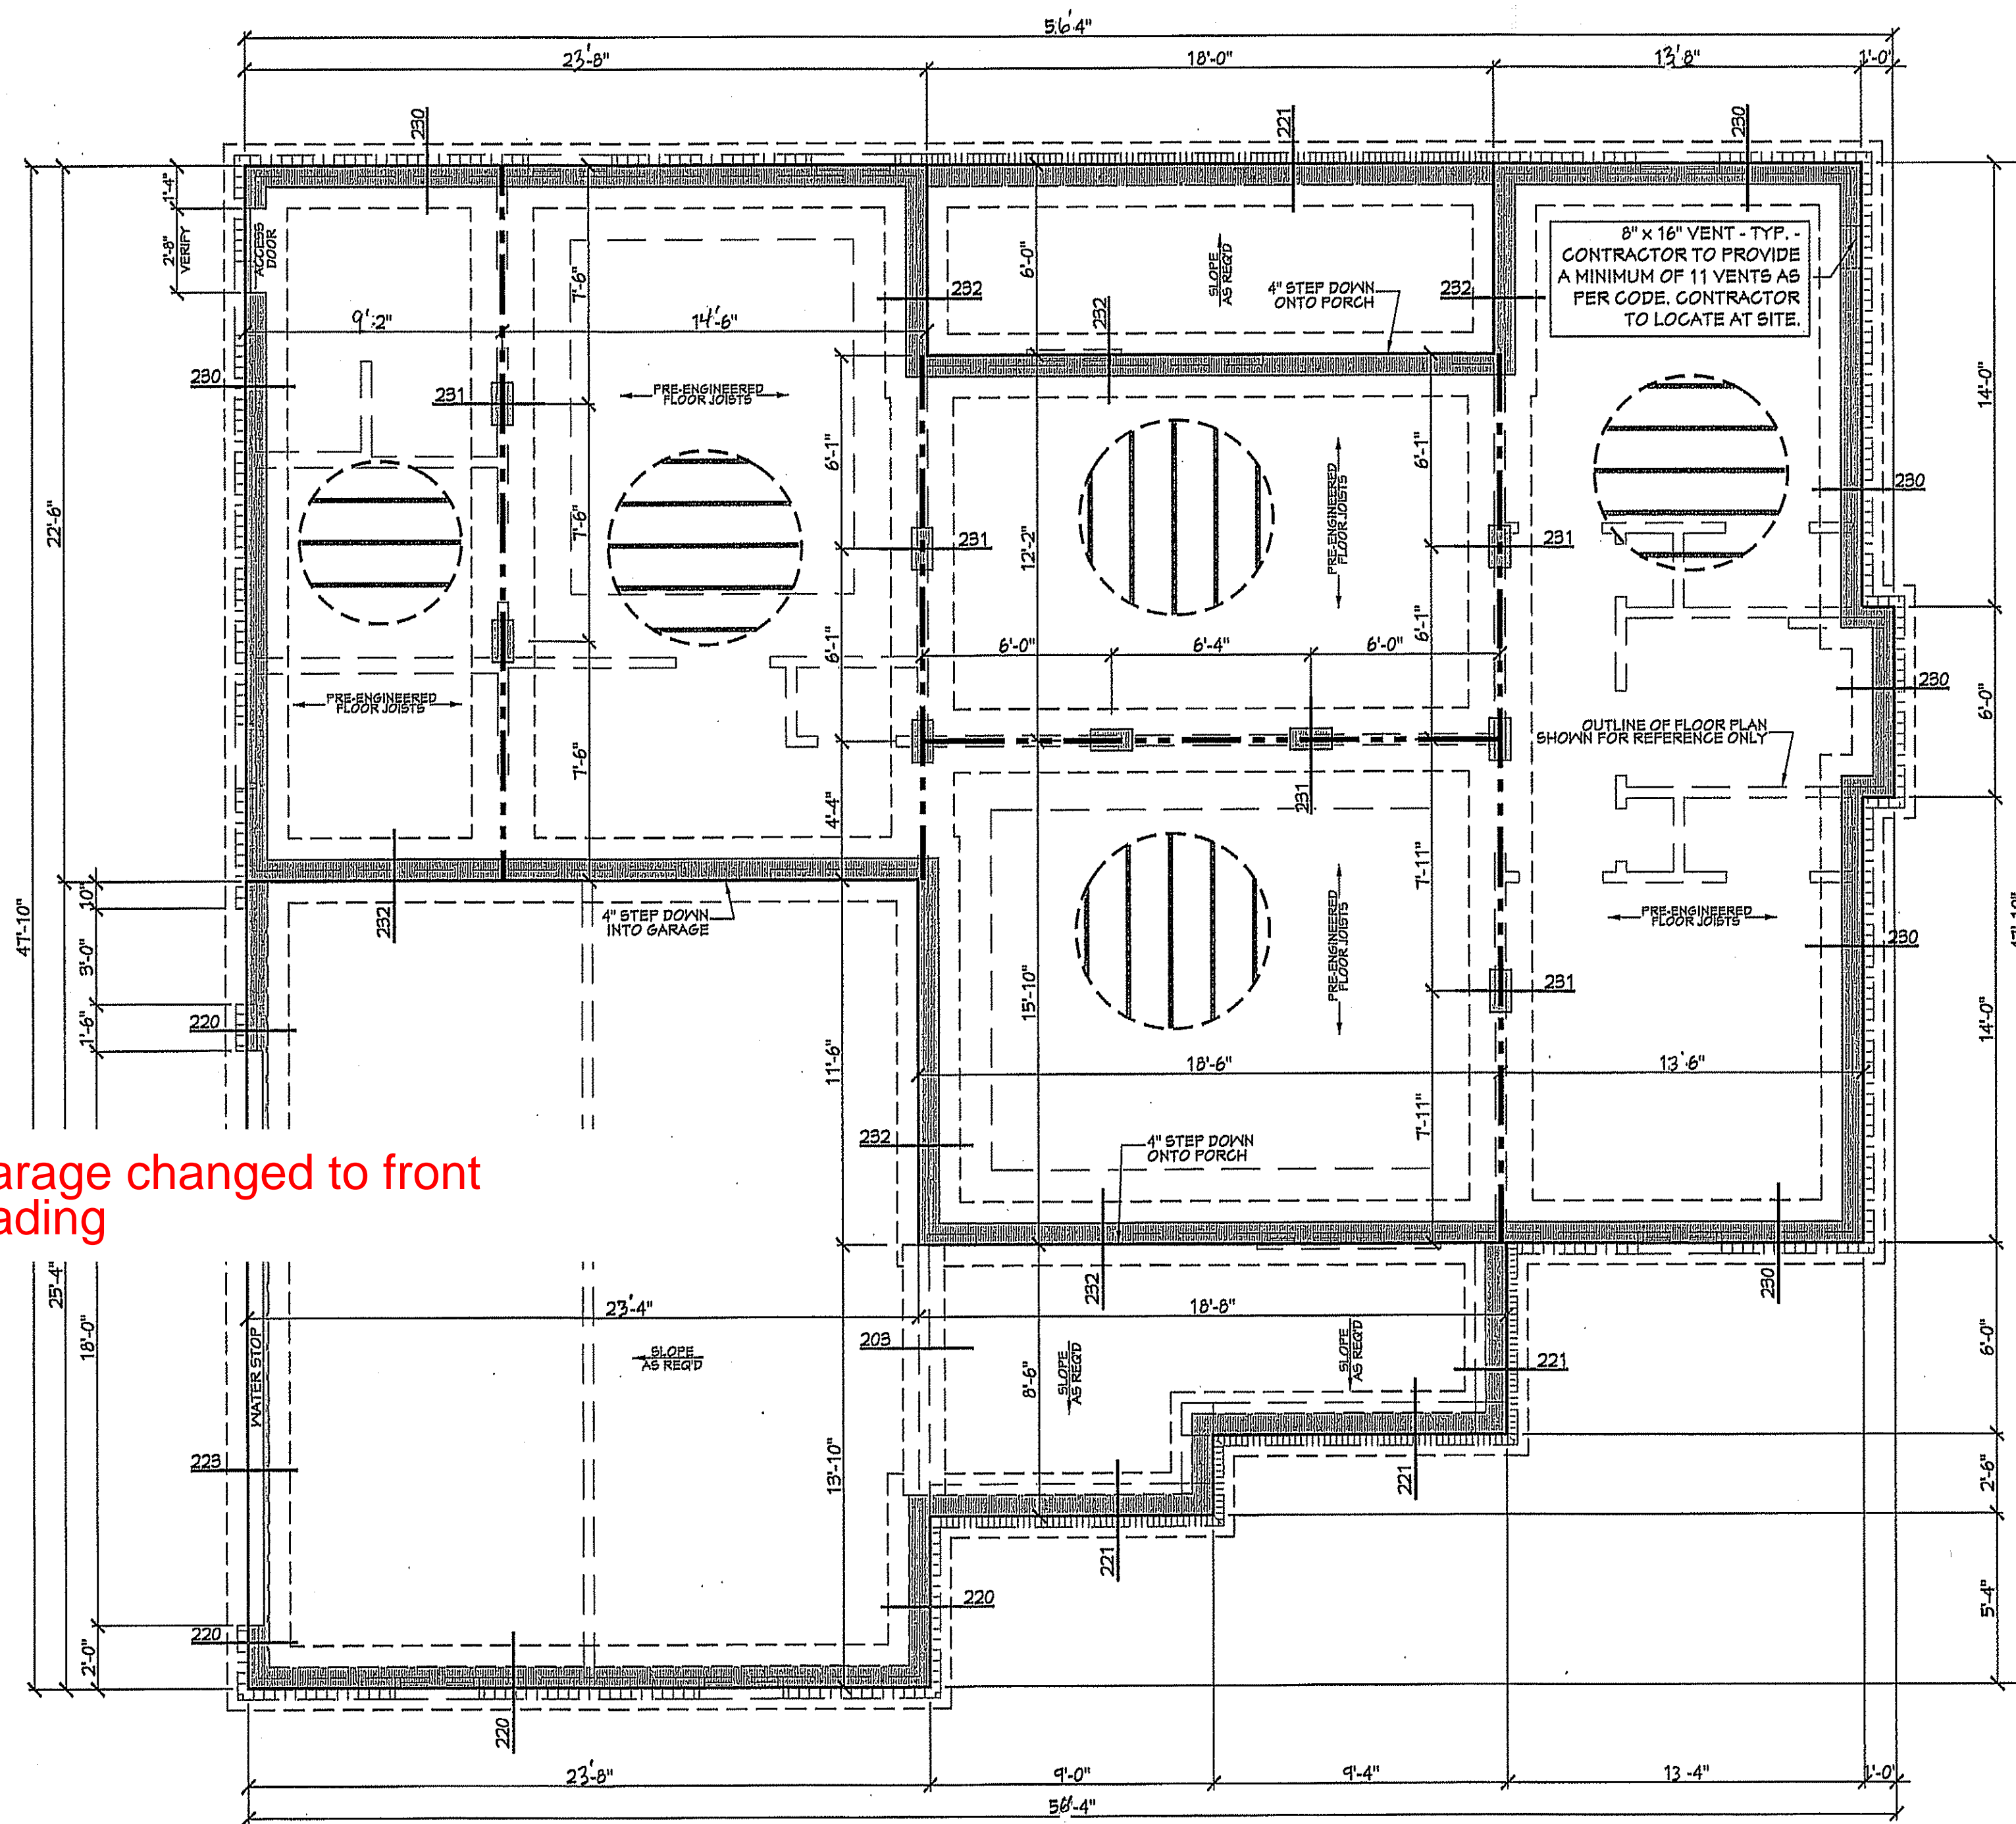 56'-4"
23'-8" 18'-0" 13'-8" 1'-0"
230 221 230
1'-4"
2'-8"
VERIFY
ACCESS
DOOR
22'-6"
47'-10"
7'-6"
6'-0"
SLOPE
AS REQ'D
232
4" STEP DOWN
ONTO PORCH
232
232
8" x 16" VENT - TYP. -
CONTRACTOR TO PROVIDE
A MINIMUM OF 11 VENTS AS
PER CODE. CONTRACTOR
TO LOCATE AT SITE.
9'-2" 14'-6"
230
231
PRE-ENGINEERED
FLOOR JOISTS
6'-1"
PRE-ENGINEERED
FLOOR JOISTS
6'-1"
14'-0"
230
7'-6"
231
12'-2"
231
6'-1"
6'-0" 6'-4" 6'-0"
6'-1"
230
6'-0"
PRE-ENGINEERED
FLOOR JOISTS
7'-6"
OUTLINE OF FLOOR PLAN
SHOWN FOR REFERENCE ONLY
231
4'-4"
7'-11"
10"
3'-0"
1'-6"
232
4" STEP DOWN
INTO GARAGE
PRE-ENGINEERED
FLOOR JOISTS
PRE-ENGINEERED
FLOOR JOISTS
230
231
220
15'-10"
11'-6"
14'-0"
18'-6" 13'-6"
7'-11"
232
4" STEP DOWN
ONTO PORCH
arage changed to front
ading
232
230
25'-4"
18'-0"
WATER STOP
23'-4" 18'-8"
203
SLOPE
AS REQ'D
SLOPE
AS REQ'D
SLOPE
AS REQ'D
8'-6"
221
6'-0"
223
13'-10"
221
221
2'-6"
220
5'-4"
220
2'-0"
220
23'-8" 9'-0" 9'-4" 13'-4" 1'-0"
56'-4"